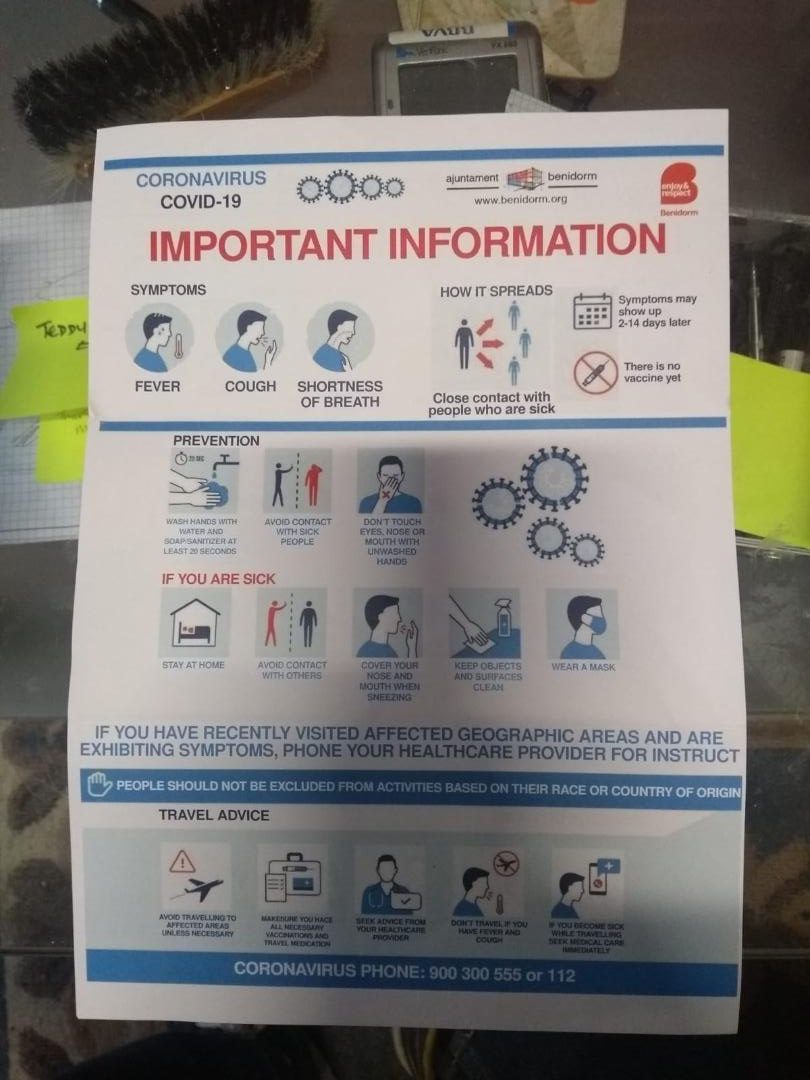 BBVA
VeriFone
VX 680
CORONAVIRUS
COVID-19
ajuntament benidorm
www.benidorm.org
enjoy&
respect
Benidorm
IMPORTANT INFORMATION
SYMPTOMS
FEVER
COUGH
SHORTNESS
OF BREATH
HOW IT SPREADS
Close contact with
people who are sick
Symptoms may
show up
2-14 days later
There is no
vaccine yet
TEDDY
PREVENTION
20 SEC
WASH HANDS WITH
WATER AND
SOAP/SANITIZER AT
LEAST 20 SECONDS
AVOID CONTACT
WITH SICK
PEOPLE
DON'T TOUCH
EYES, NOSE OR
MOUTH WITH
UNWASHED
HANDS
IF YOU ARE SICK
STAY AT HOME
AVOID CONTACT
WITH OTHERS
COVER YOUR
NOSE AND
MOUTH WHEN
SNEEZING
KEEP OBJECTS
AND SURFACES
CLEAN
WEAR A MASK
IF YOU HAVE RECENTLY VISITED AFFECTED GEOGRAPHIC AREAS AND ARE
EXHIBITING SYMPTOMS, PHONE YOUR HEALTHCARE PROVIDER FOR INSTRUCT
PEOPLE SHOULD NOT BE EXCLUDED FROM ACTIVITIES BASED ON THEIR RACE OR COUNTRY OF ORIGIN
TRAVEL ADVICE
AVOID TRAVELLING TO
AFFECTED AREAS
UNLESS NECESSARY
MAKESURE YOU HACE
ALL NECESSARY
VACCINATIONS AND
TRAVEL MEDICATION
SEEK ADVICE FROM
YOUR HEALTHCARE
PROVIDER
DON'T TRAVEL IF YOU
HAVE FEVER AND
COUGH
IF YOU BECOME SICK
WHILE TRAVELLING
SEEK MEDICAL CARE
IMMEDIATELY
CORONAVIRUS PHONE: 900 300 555 or 112